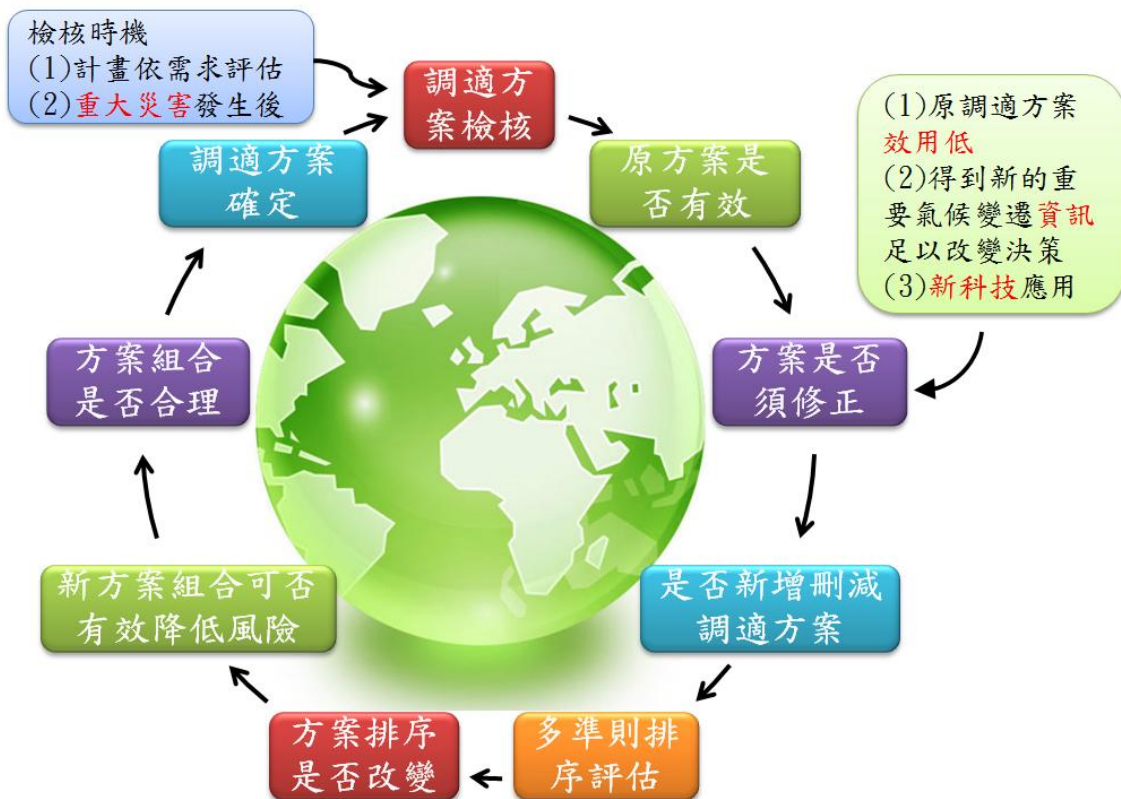 檢核時機
(1)計畫依需求評估
(2)重大災害發生後
調適方
案檢核
原方案是
否有效
(1)原調適方案
效用低
(2)得到新的重
要氣候變遷資訊
足以改變決策
(3)新科技應用
方案是否
須修正
是否新增刪減
調適方案
多準則排
序評估
方案排序
是否改變
新方案組合可否
有效降低風險
方案組合
是否合理
調適方案
確定